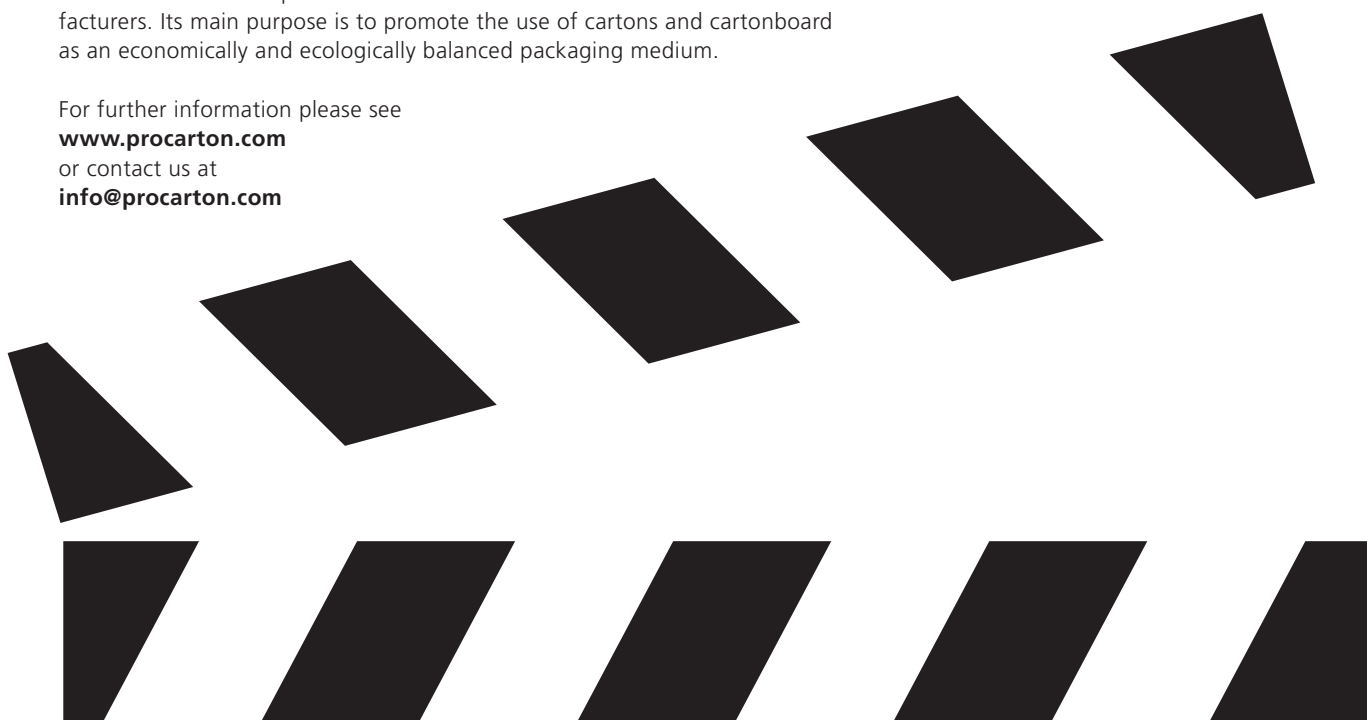 facturers. Its main purpose is to promote the use of cartons and cartonboard
as an economically and ecologically balanced packaging medium.
For further information please see
www.procarton.com
or contact us at
info@procarton.com